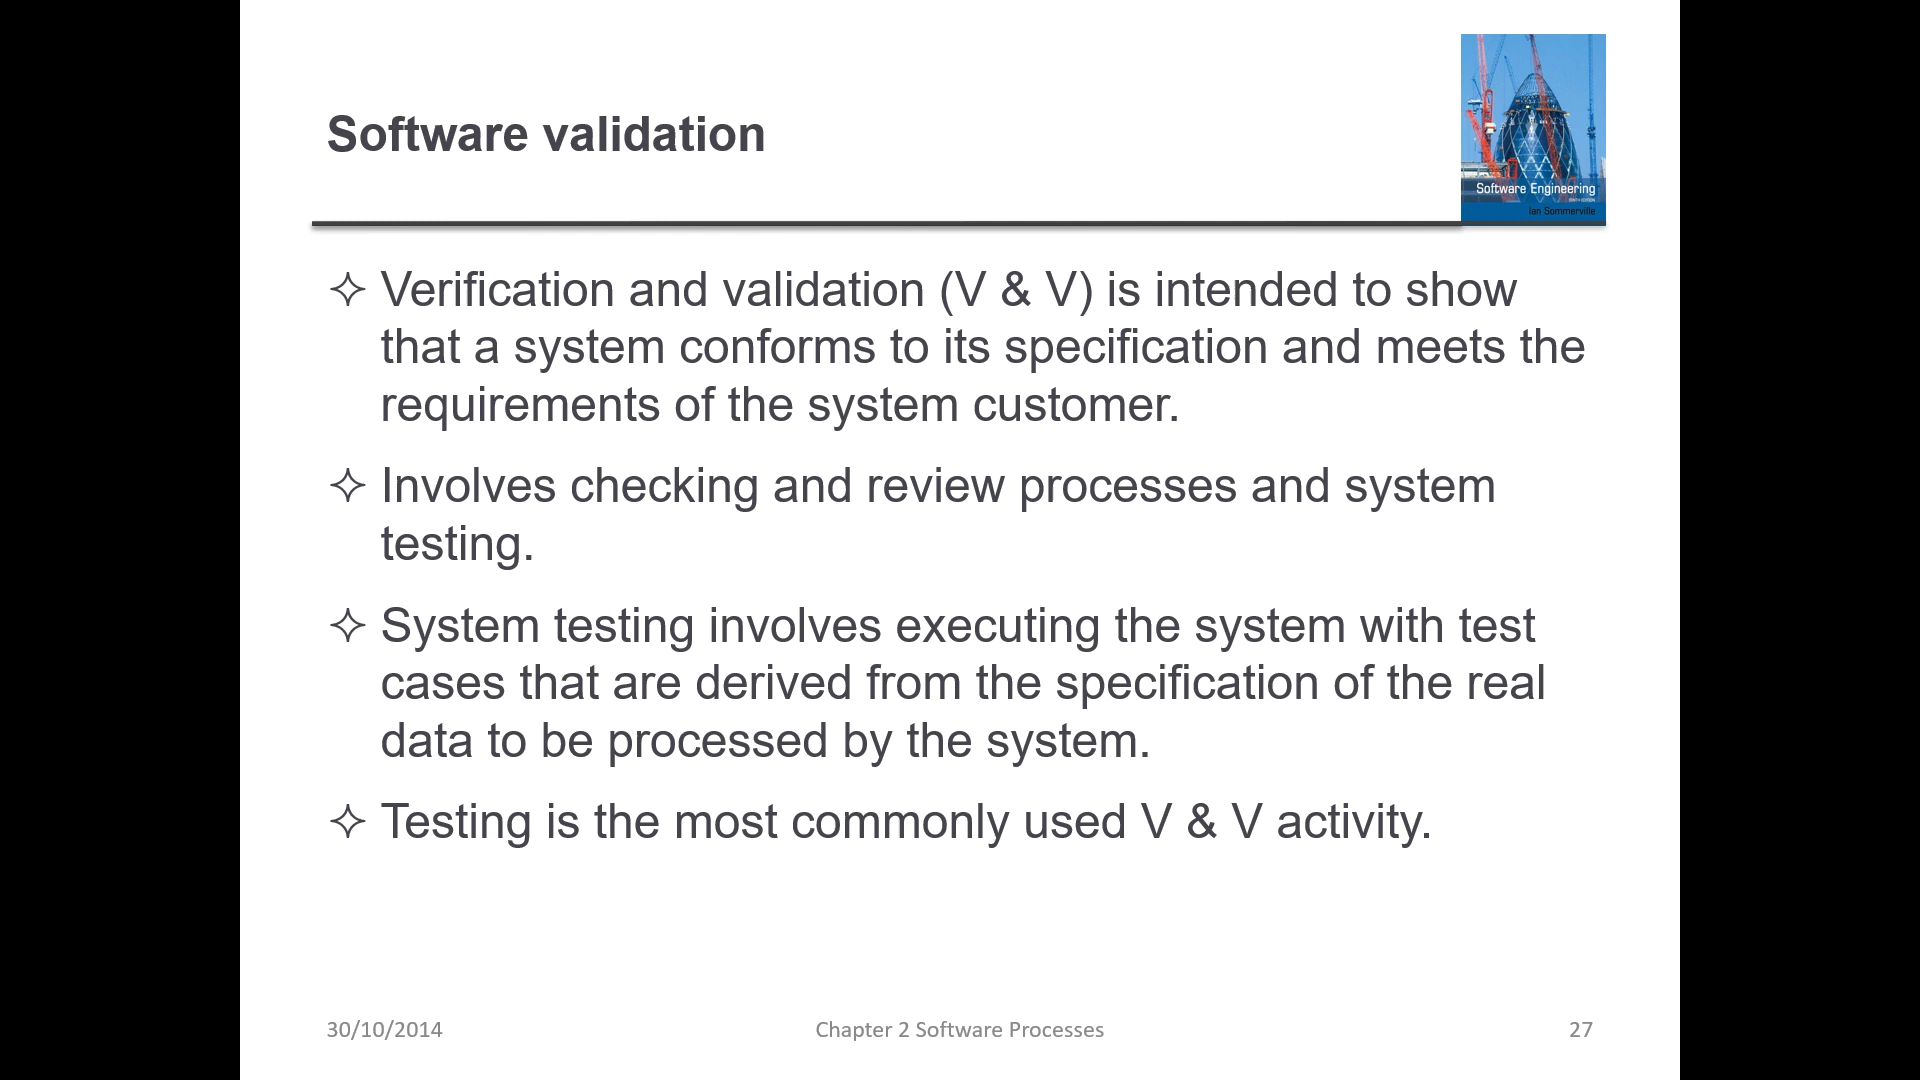 Software validation
Software Engineering
Ian Sommerville
✧ Verification and validation (V & V) is intended to show
that a system conforms to its specification and meets the
requirements of the system customer.
✧ Involves checking and review processes and system
testing.
✧ System testing involves executing the system with test
cases that are derived from the specification of the real
data to be processed by the system.
✧ Testing is the most commonly used V & V activity.
30/10/2014
Chapter 2 Software Processes
27